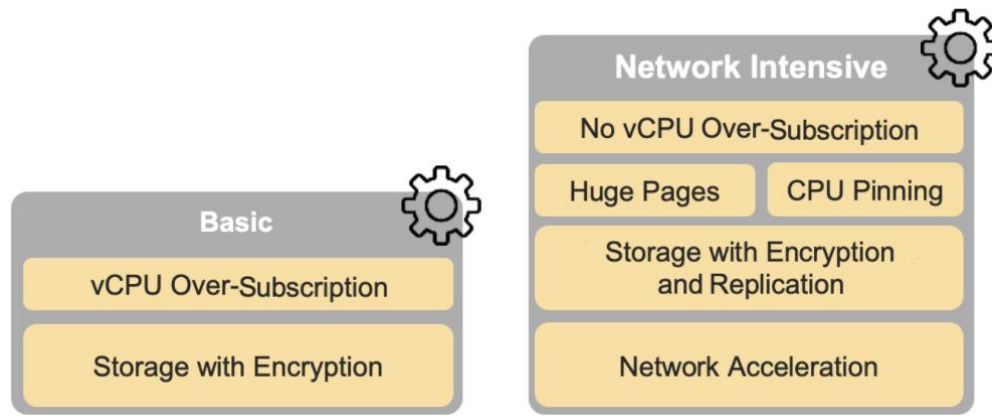 Basic
vCPU Over-Subscription
Storage with Encryption
Network Intensive
No vCPU Over-Subscription
Huge Pages
CPU Pinning
Storage with Encryption
and Replication
Network Acceleration